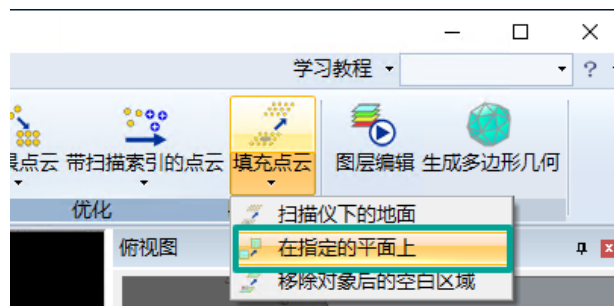 学习教程
?
点云
带扫描索引的点云
填充点云
图层编辑
生成多边形几何
优化
扫描仪下的地面
俯视图
在指定的平面上
移除对象后的空白区域